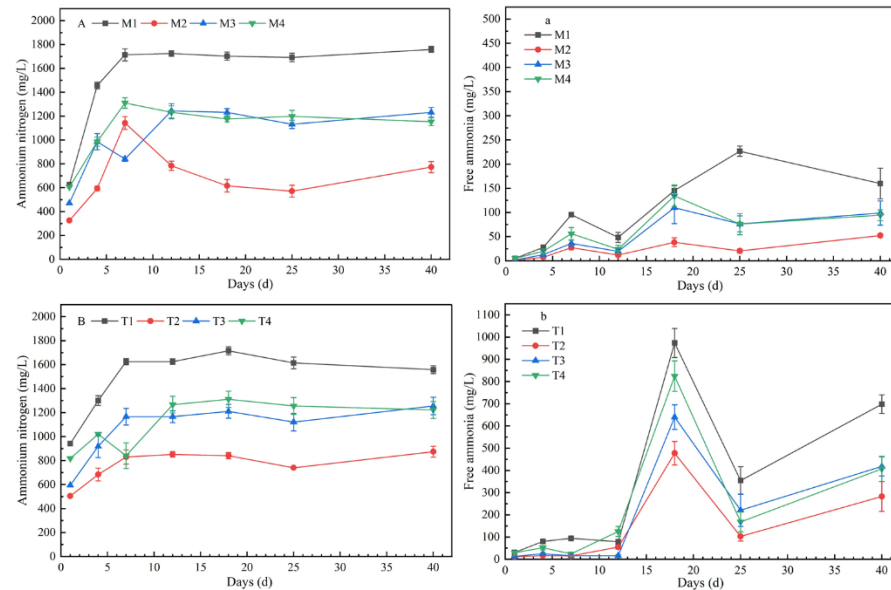 A
M1 M2 M3 M4
Ammonium nitrogen (mg/L)
2000
1800
1600
1400
1200
1000
800
600
400
200
0
0 5 10 15 20 25 30 35 40
Days (d)
a
M1
M2
M3
M4
Free ammonia (mg/L)
500
450
400
350
300
250
200
150
100
50
0
0 5 10 15 20 25 30 35 40
Days (d)
B
T1 T2 T3 T4
Ammonium nitrogen (mg/L)
2000
1800
1600
1400
1200
1000
800
600
400
200
0
0 5 10 15 20 25 30 35 40
Days (d)
b
T1
T2
T3
T4
Free ammonia (mg/L)
1100
1000
900
800
700
600
500
400
300
200
100
0
0 5 10 15 20 25 30 35 40
Days (d)